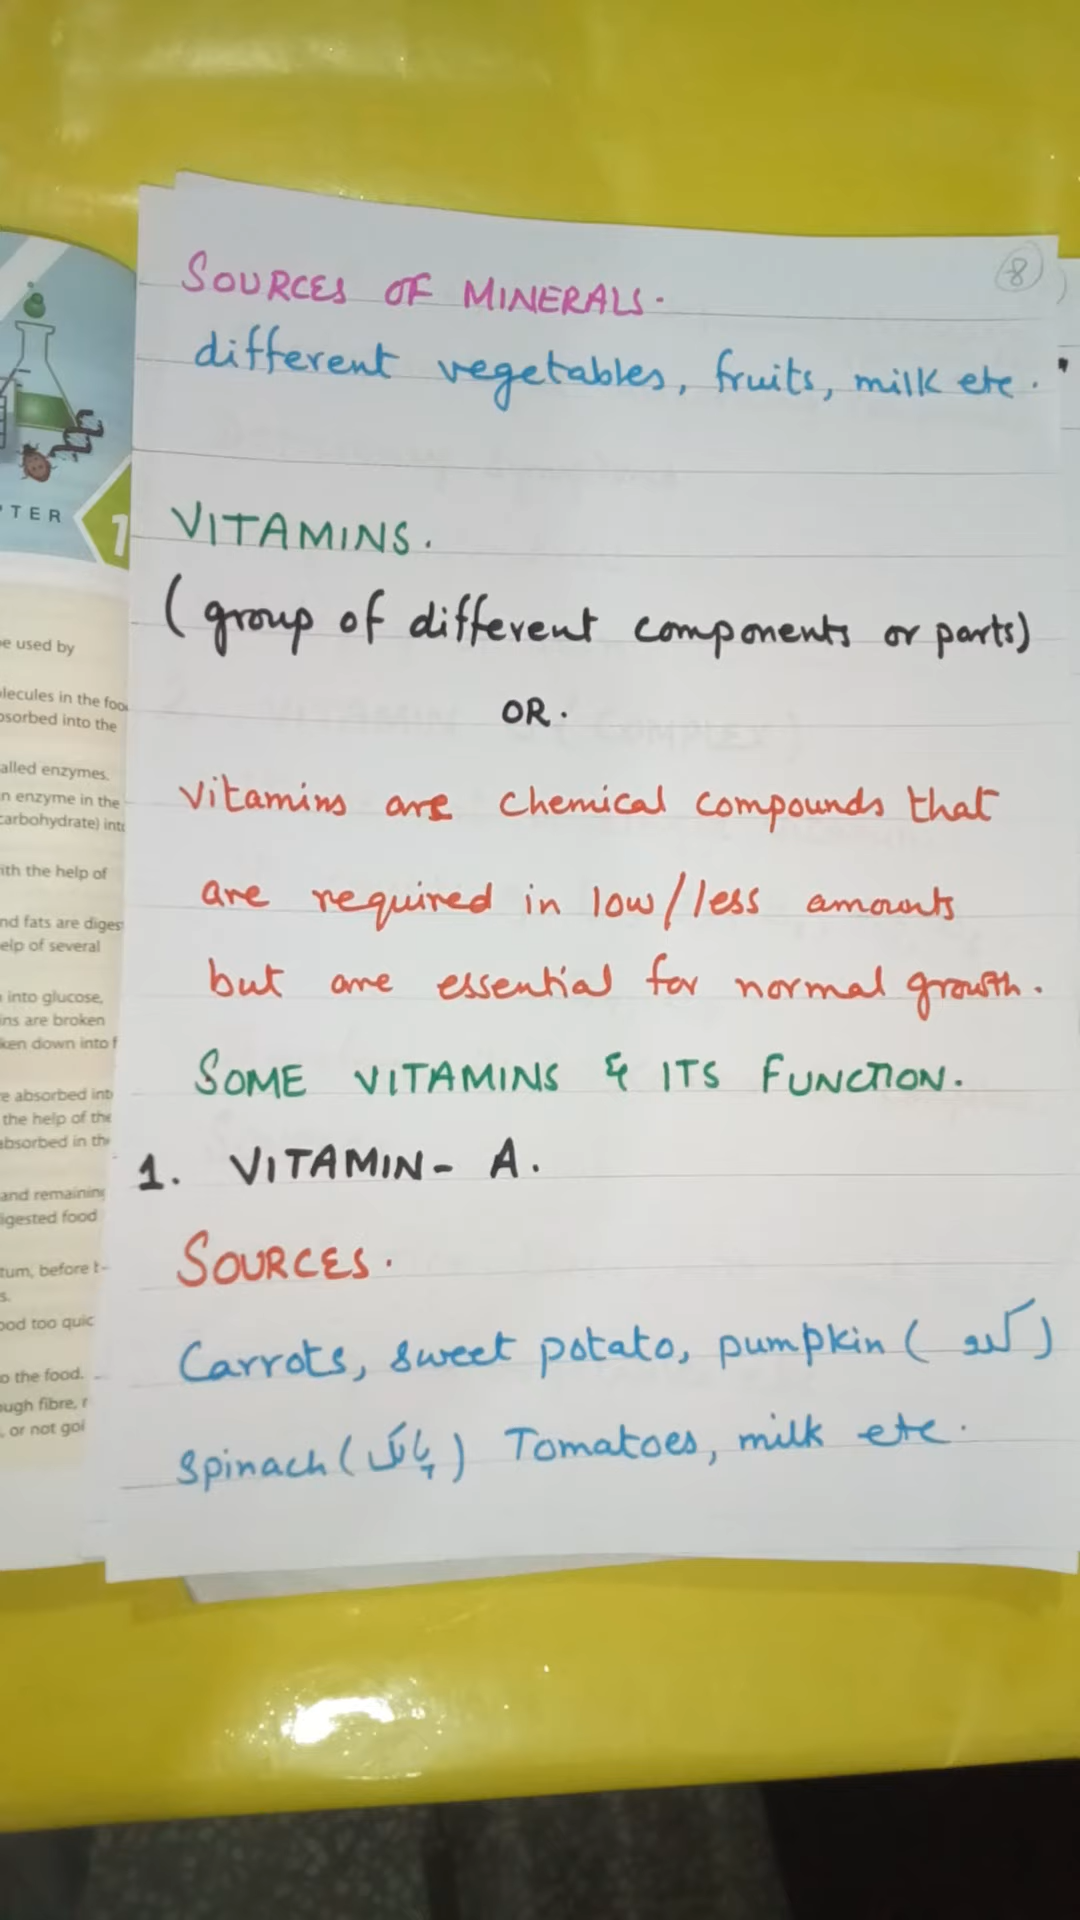 8
SOURCES OF MINERALS.
different vegetables, fruits, milk etc.
VITAMINS.
(group of different components or parts)
OR.
vitamins are chemical compounds that
are required in low/less amounts
but are essential for normal growth.
SOME VITAMINS & ITS FUNCTION.
1. VITAMIN- A.
SOURCES.
Carrots, sweet potato, pumpkin (کدو)
Spinach (پالک) Tomatoes, milk etc.
TER
1
e used by
lecules in the foo
sorbed into the
alled enzymes.
n enzyme in the
carbohydrate) int
ith the help of
nd fats are diges
elp of several
into glucose,
ins are broken
ken down into f
e absorbed int
the help of the
absorbed in th
and remaining
igested food
tum, before t
s.
ood too quic
o the food.
ugh fibre, r
, or not goi